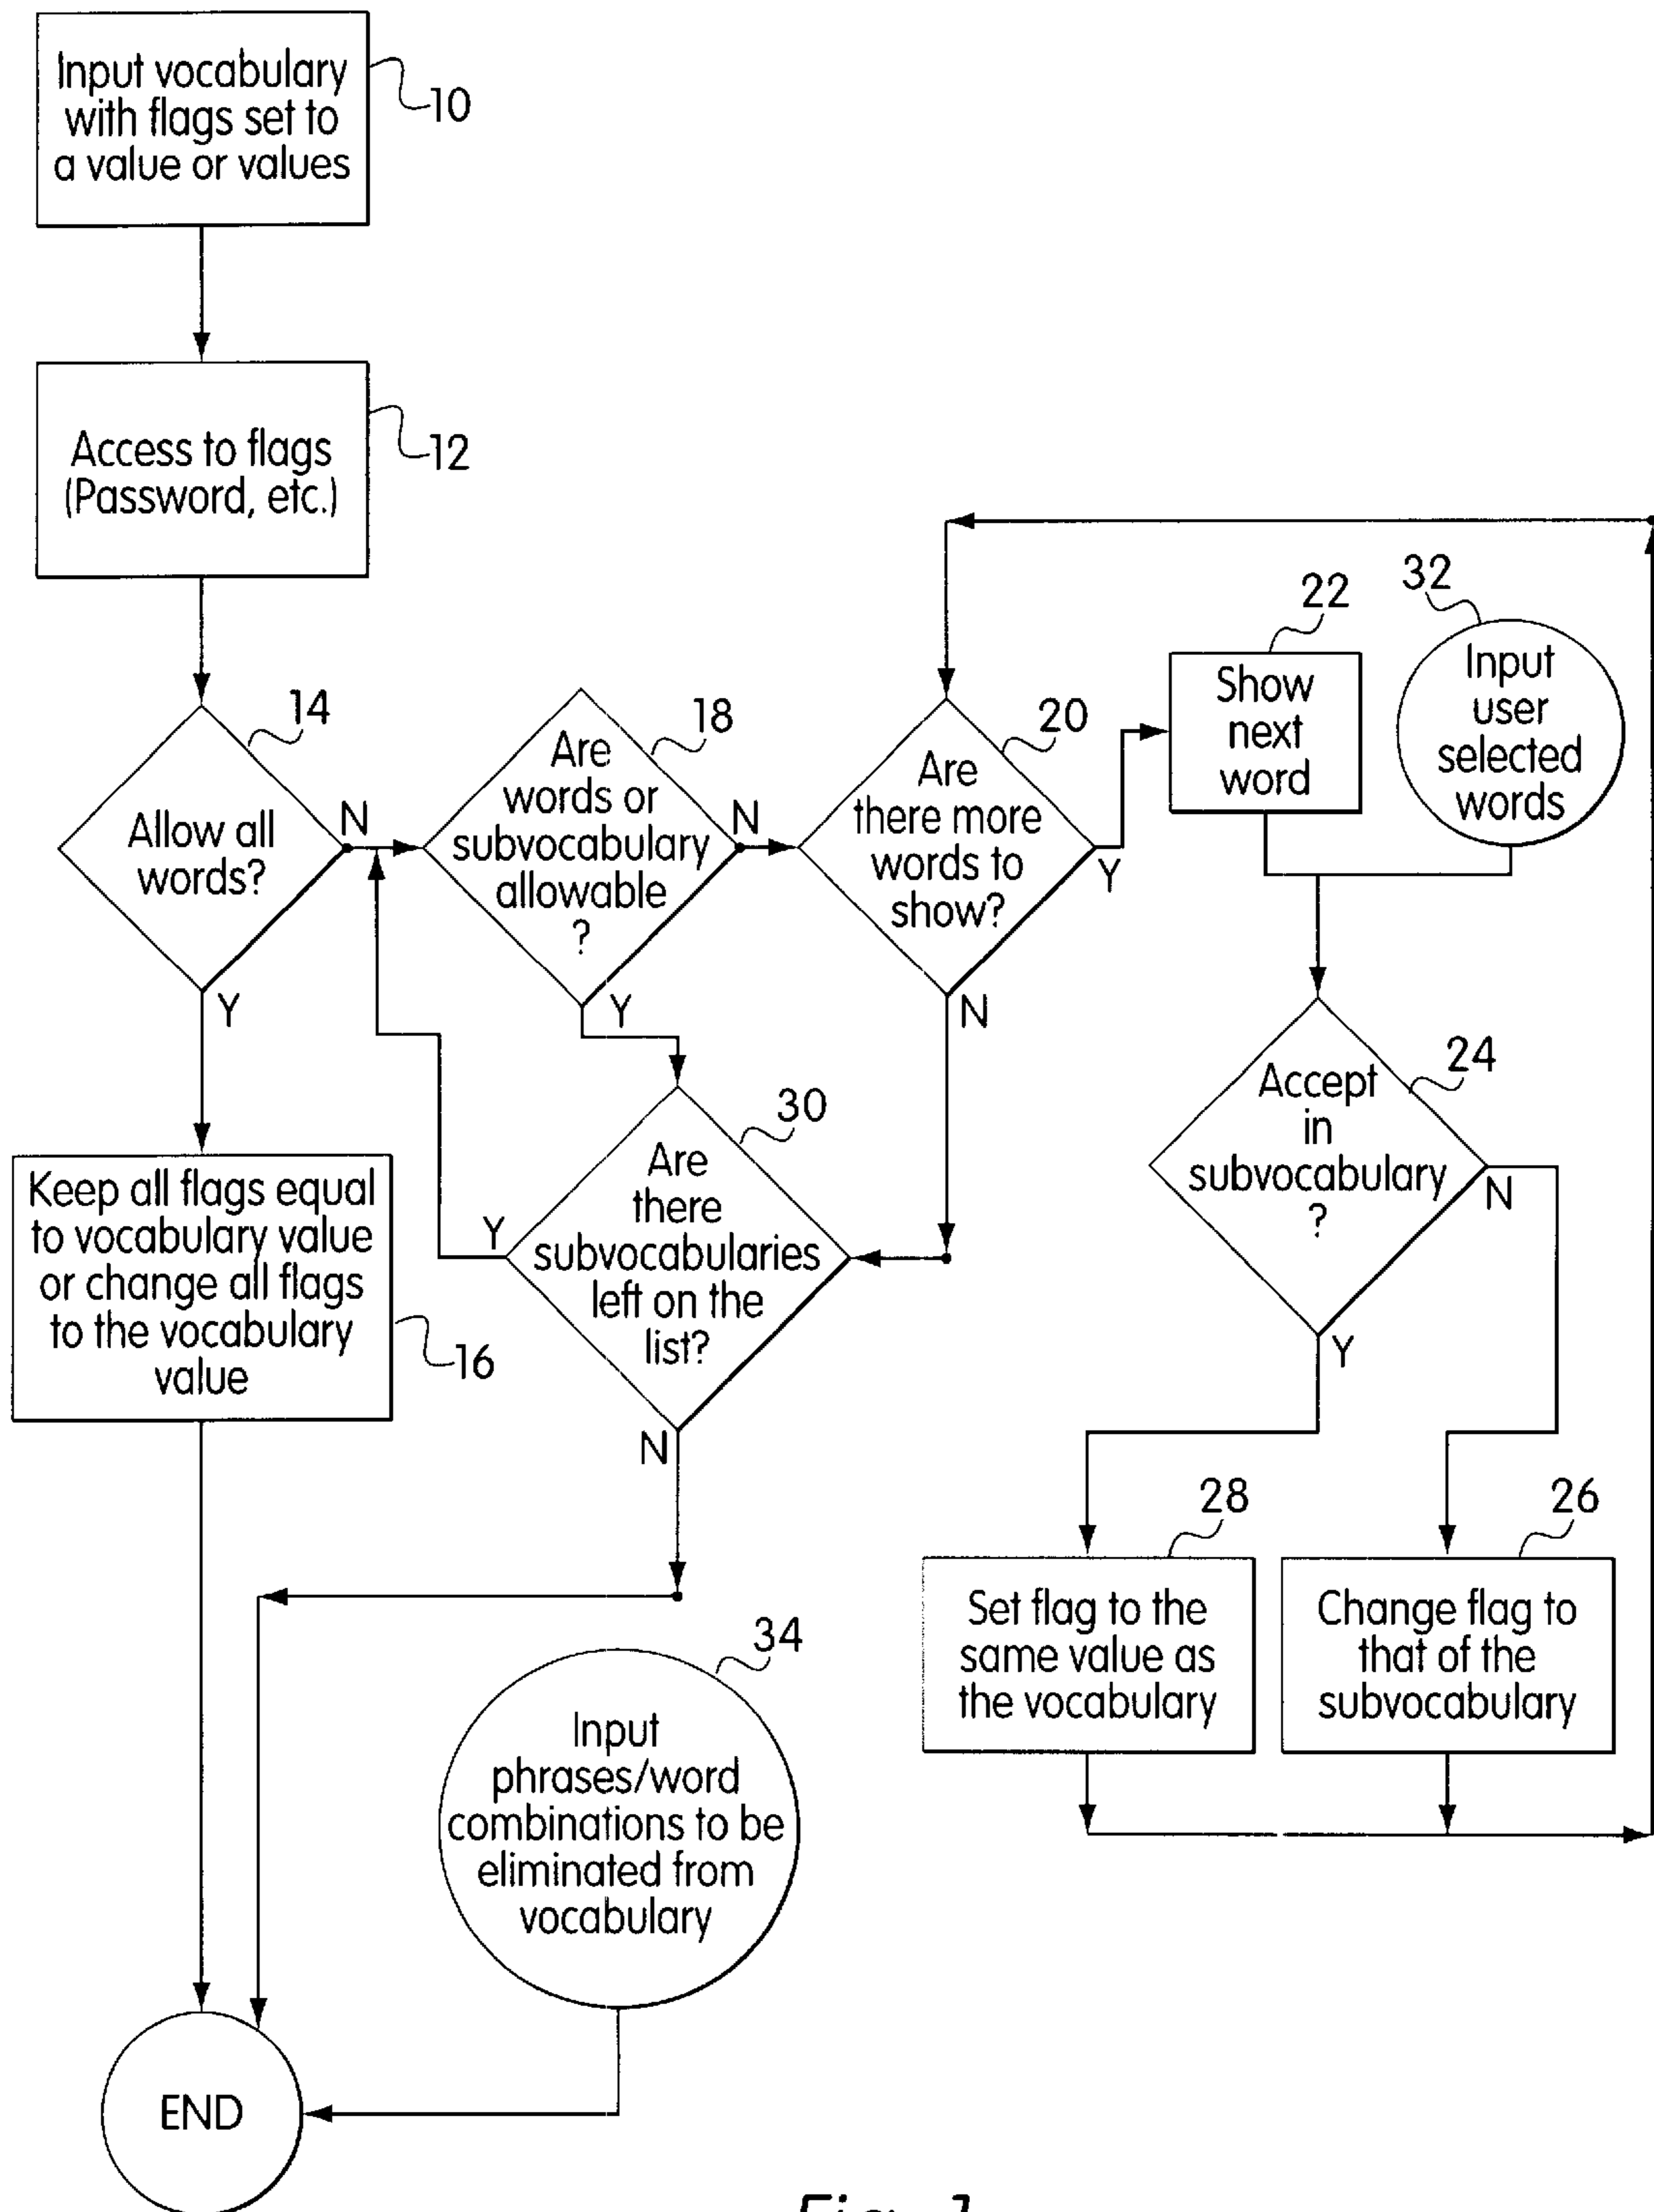 Input vocabulary
with flags set to
a value or values
10
Access to flags
(Password, etc.)
12
14
Allow all
words?
N
Y
18
Are
words or
subvocabulary
allowable
?
N
Y
20
Are
there more
words to
show?
Y
N
22
Show
next
word
32
Input
user
selected
words
24
Accept
in
subvocabulary
?
N
Y
Keep all flags equal
to vocabulary value
or change all flags
to the vocabulary
value
16
30
Are
there
subvocabularies
left on the
list?
Y
N
28
Set flag to the
same value as
the vocabulary
26
Change flag to
that of the
subvocabulary
34
Input
phrases/word
combinations to be
eliminated from
vocabulary
END
Fig. 1